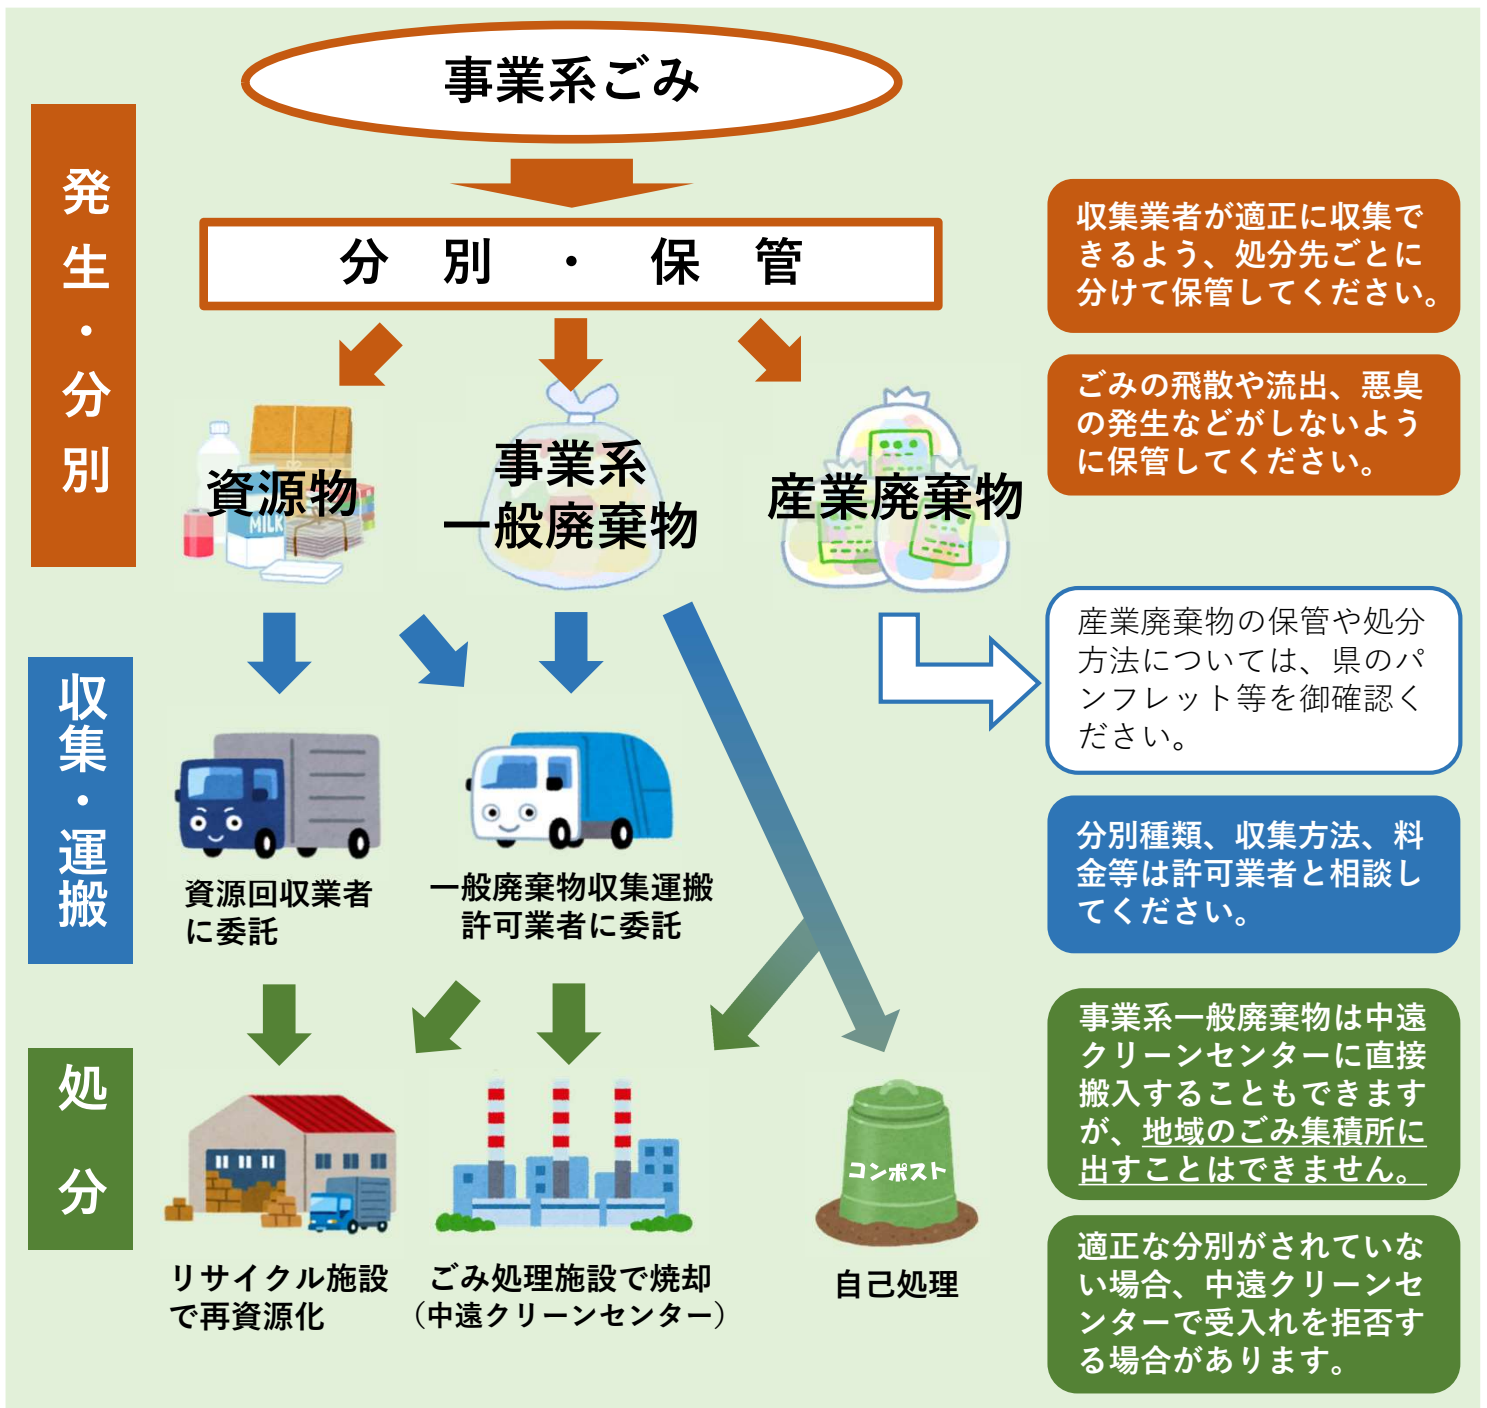 事業系ごみ
発生・分別
分別・保管
収集業者が適正に収集で
きるよう、処分先ごとに
分けて保管してください。
ごみの飛散や流出、悪臭
の発生などがしないよう
に保管してください。
資源物
MILK
事業系
一般廃棄物
産業廃棄物
産業廃棄物の保管や処分
方法については、県のパ
ンフレット等を御確認く
ださい。
収集・運搬
資源回収業者
に委託
一般廃棄物収集運搬
許可業者に委託
分別種類、収集方法、料
金等は許可業者と相談し
てください。
処分
事業系一般廃棄物は中遠
クリーンセンターに直接
搬入することもできます
が、地域のごみ集積所に
出すことはできません。
コンポスト
リサイクル施設
で再資源化
ごみ処理施設で焼却
（中遠クリーンセンター）
自己処理
適正な分別がされていな
い場合、中遠クリーンセ
ンターで受入れを拒否す
る場合があります。